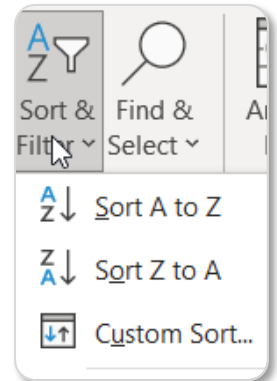 Sort & Find &
Filter Select
Sort A to Z
Sort Z to A
Custom Sort...